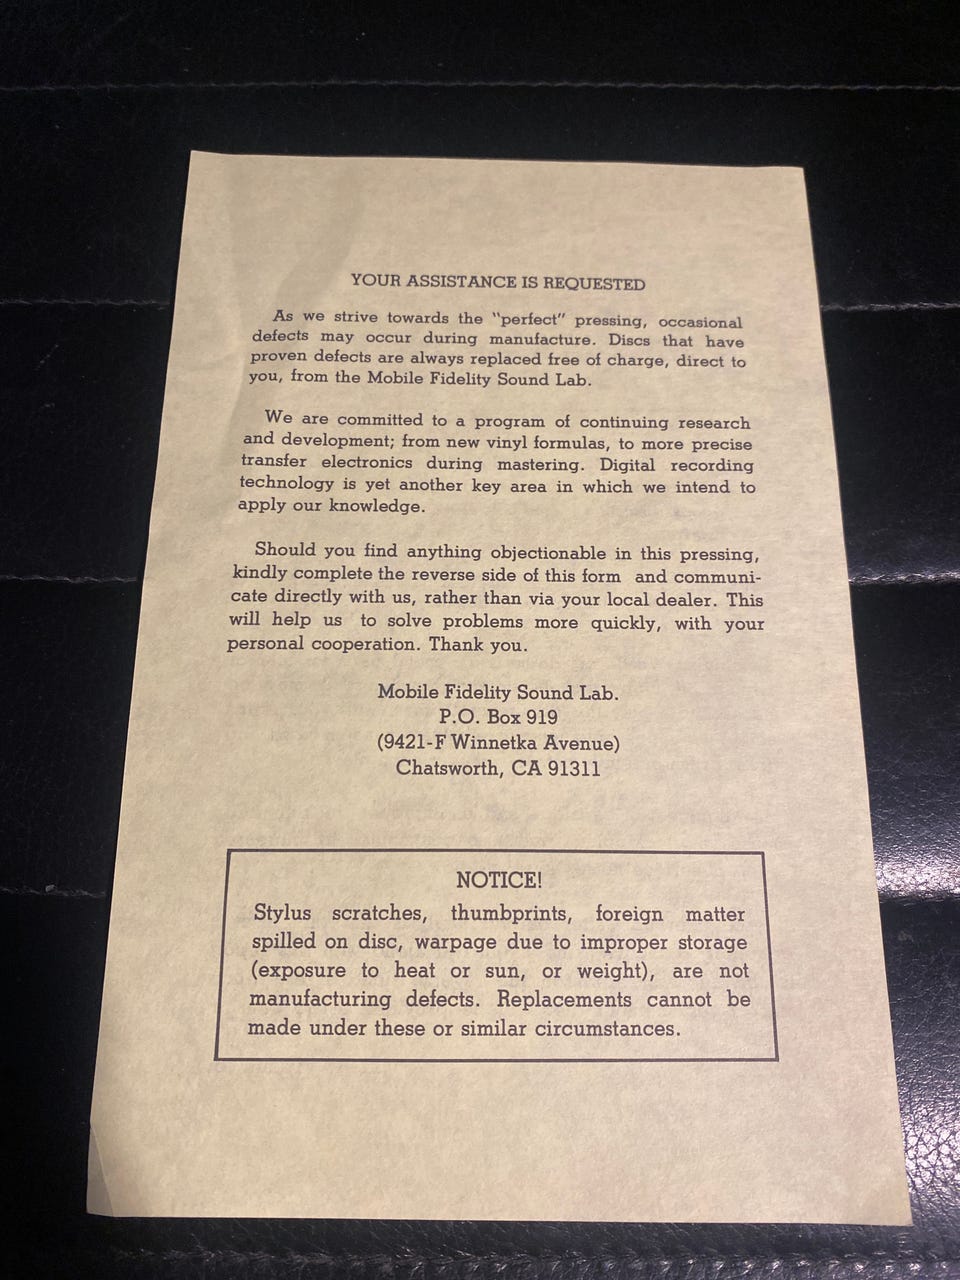 YOUR ASSISTANCE IS REQUESTED
As we strive towards the "perfect" pressing, occasional
defects may occur during manufacture. Discs that have
proven defects are always replaced free of charge, direct to
you, from the Mobile Fidelity Sound Lab.
We are committed to a program of continuing research
and development; from new vinyl formulas, to more precise
transfer electronics during mastering. Digital recording
technology is yet another key area in which we intend to
apply our knowledge.
Should you find anything objectionable in this pressing,
kindly complete the reverse side of this form and communi-
cate directly with us, rather than via your local dealer. This
will help us to solve problems more quickly, with your
personal cooperation. Thank you.
Mobile Fidelity Sound Lab.
P.O. Box 919
(9421-F Winnetka Avenue)
Chatsworth, CA 91311
NOTICE!
Stylus scratches, thumbprints, foreign matter
spilled on disc, warpage due to improper storage
(exposure to heat or sun, or weight), are not
manufacturing defects. Replacements cannot be
made under these or similar circumstances.